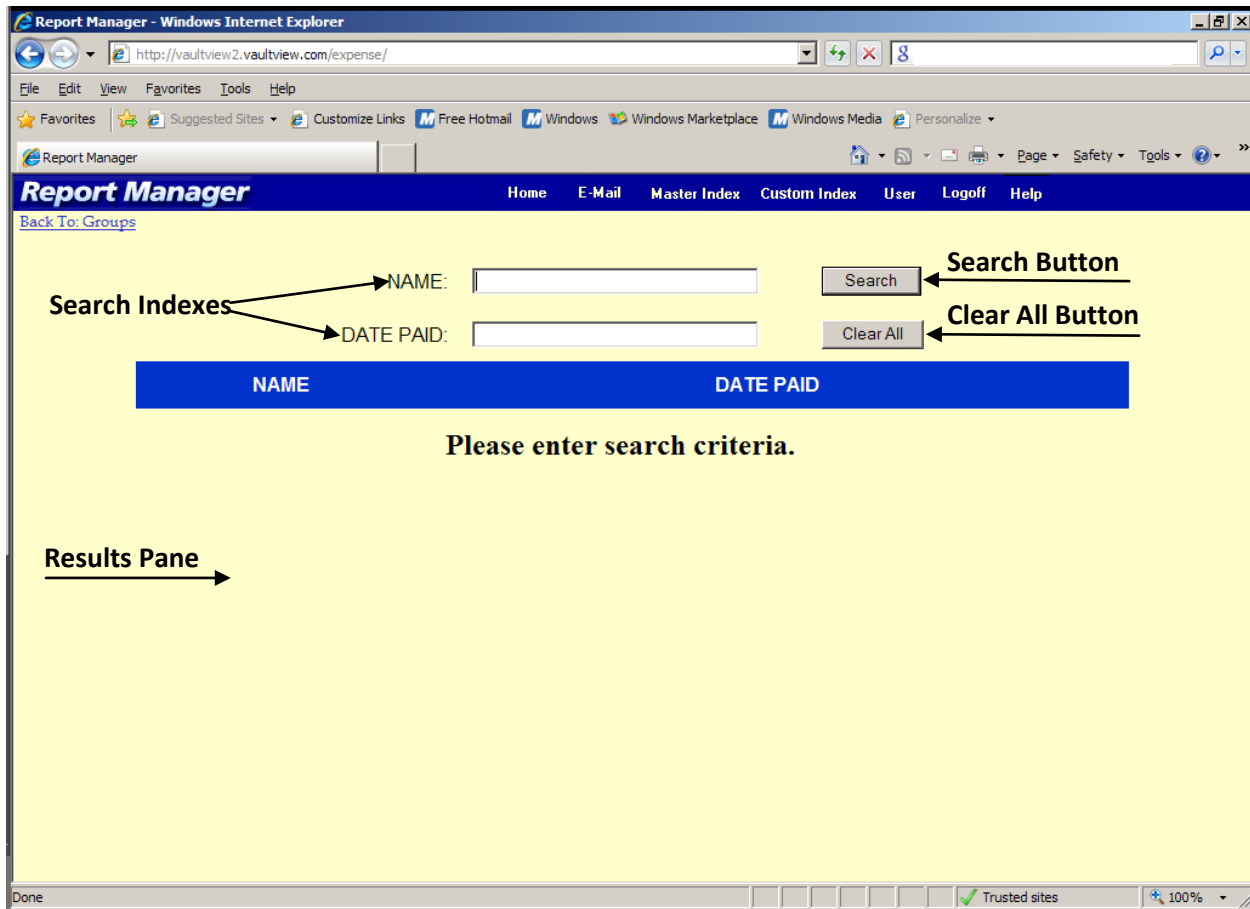 Report Manager - Windows Internet Explorer
http://vaultview2.vaultview.com/expense/
File Edit View Favorites Tools Help
Favorites Suggested Sites Customize Links Free Hotmail Windows Windows Marketplace Windows Media Personalize
Report Manager Page Safety Tools »
Report Manager Home E-Mail Master Index Custom Index User Logoff Help
Back To: Groups
NAME: Search Search Button
Search Indexes
DATE PAID: Clear All Clear All Button
NAME DATE PAID
Please enter search criteria.
Results Pane
Done Trusted sites 100%